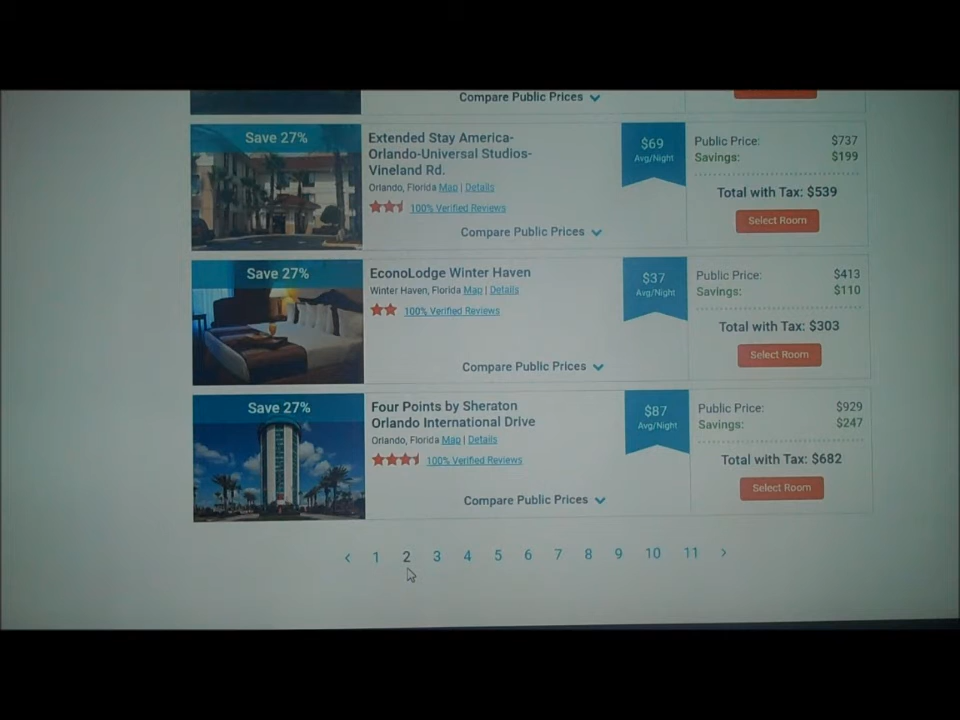 Compare Public Prices
Save 27%
Extended Stay America-
Orlando-Universal Studios-
Vineland Rd.
Orlando, Florida Map | Details
100% Verified Reviews
Compare Public Prices
$69
Avg/Night
Public Price: $737
Savings: $199
Total with Tax: $539
Select Room
Save 27%
EconoLodge Winter Haven
Winter Haven, Florida Map | Details
100% Verified Reviews
Compare Public Prices
$37
Avg/Night
Public Price: $413
Savings: $110
Total with Tax: $303
Select Room
Save 27%
Four Points by Sheraton
Orlando International Drive
Orlando, Florida Map | Details
100% Verified Reviews
Compare Public Prices
$87
Avg/Night
Public Price: $929
Savings: $247
Total with Tax: $682
Select Room
< 1 2 3 4 5 6 7 8 9 10 11 >